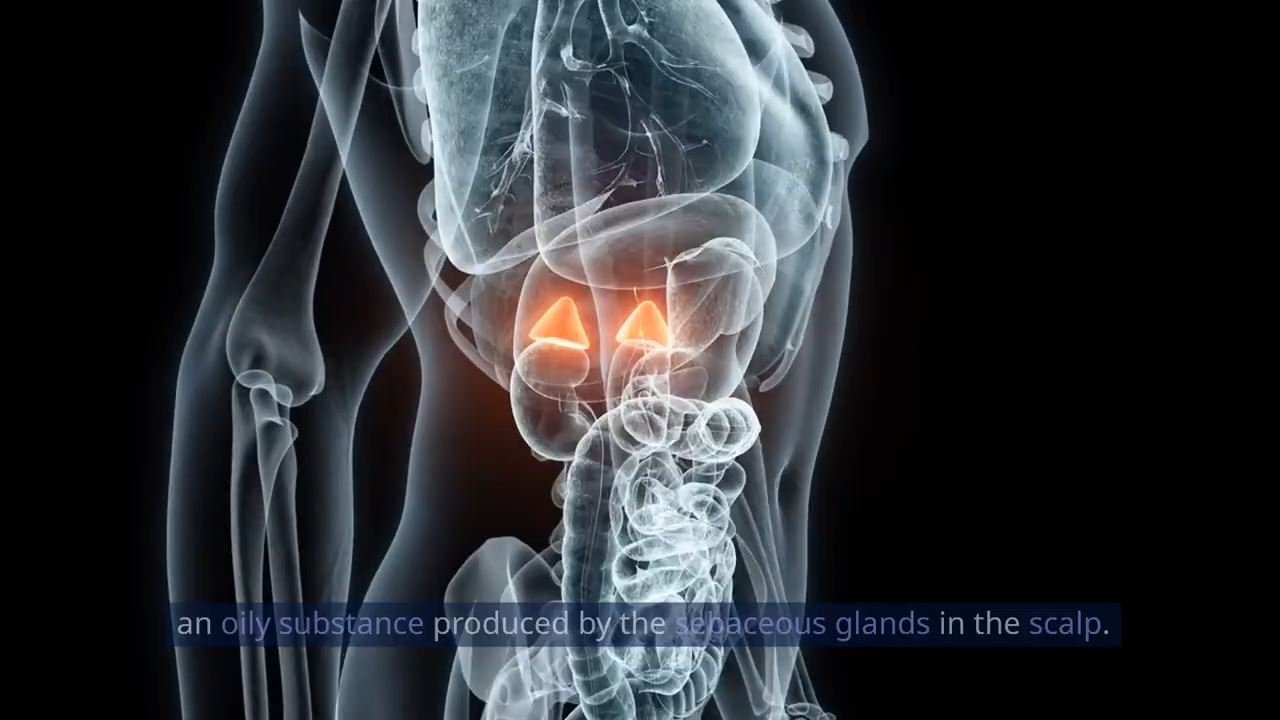 an oily substance produced by the sebaceous glands in the scalp.